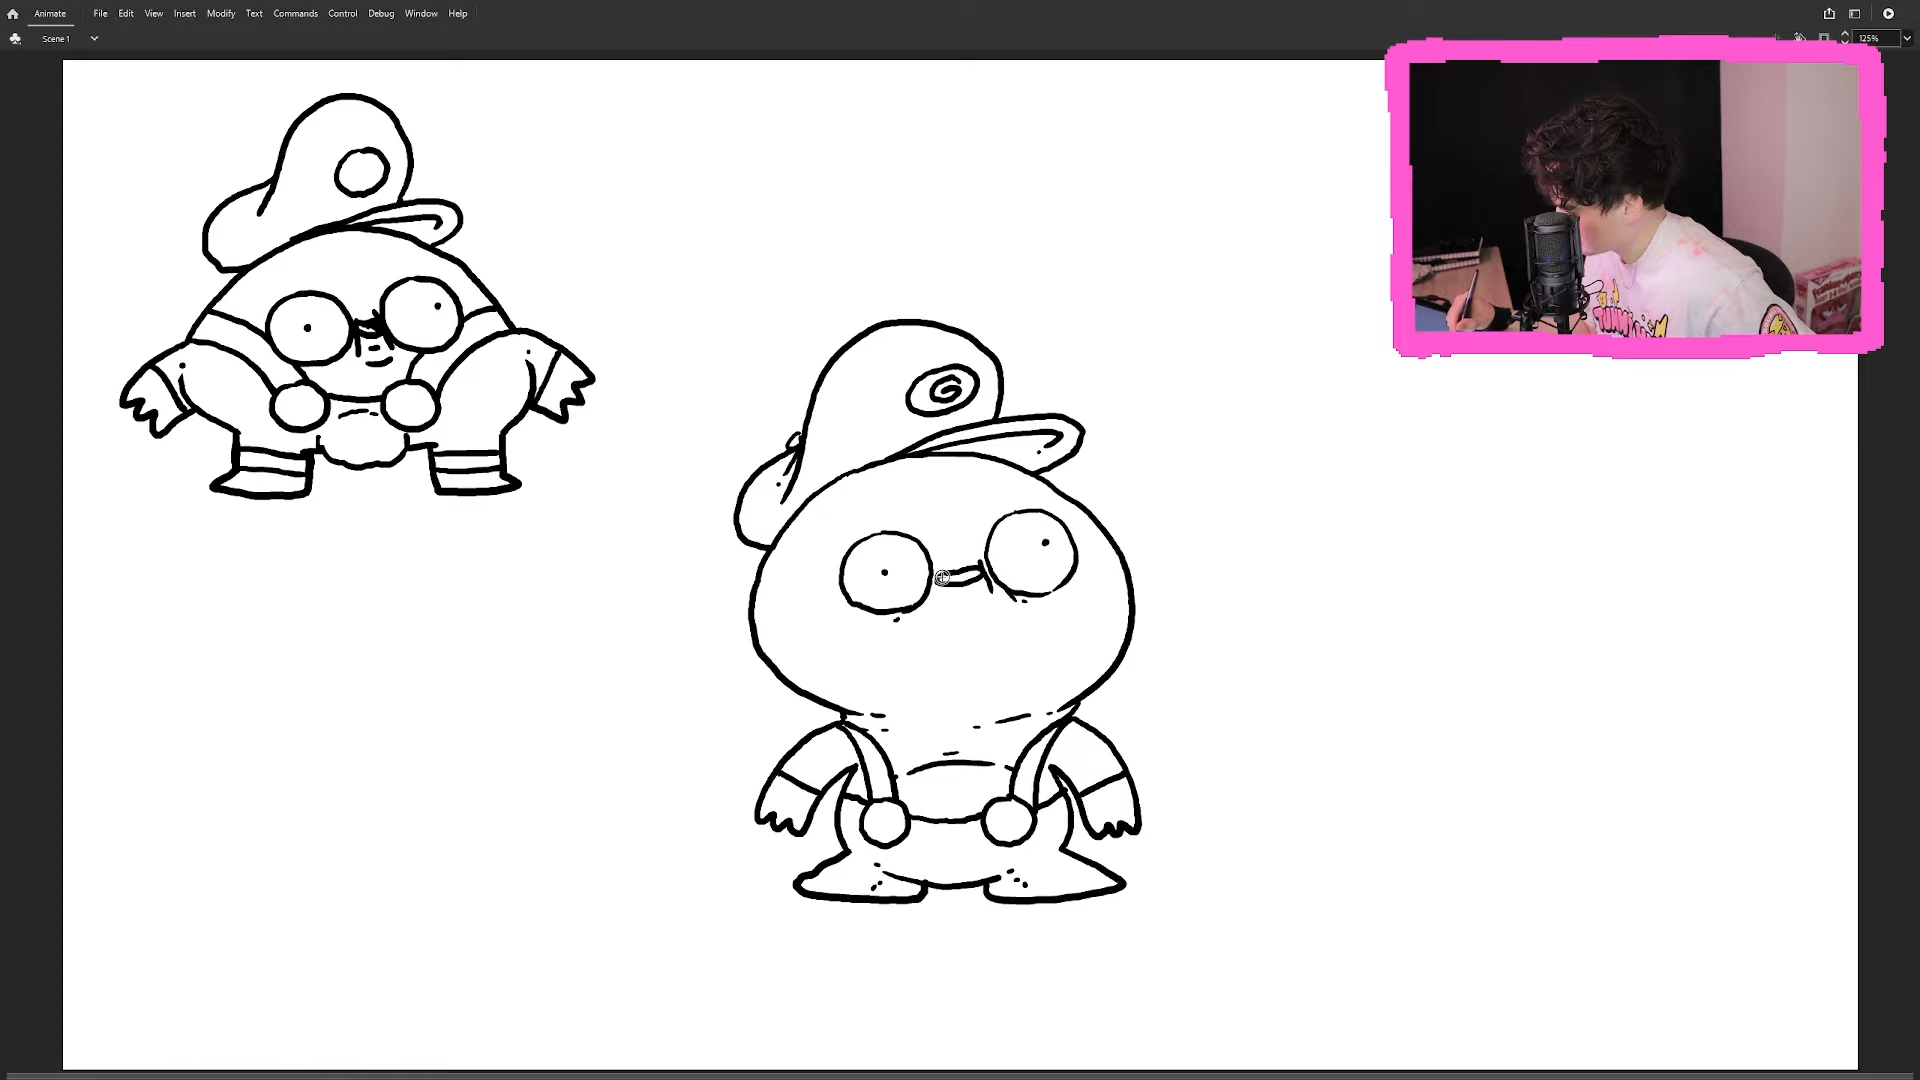 Animate File Edit View Insert Modify Text Commands Control Debug Window Help
Scene 1
125%